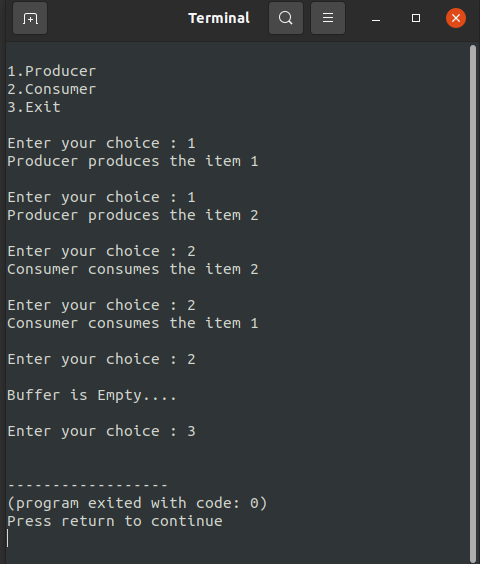 Terminal
1.Producer
2.Consumer
3.Exit
Enter your choice : 1
Producer produces the item 1
Enter your choice : 1
Producer produces the item 2
Enter your choice : 2
Consumer consumes the item 2
Enter your choice : 2
Consumer consumes the item 1
Enter your choice : 2
Buffer is Empty....
Enter your choice : 3
------------------
(program exited with code: 0)
Press return to continue